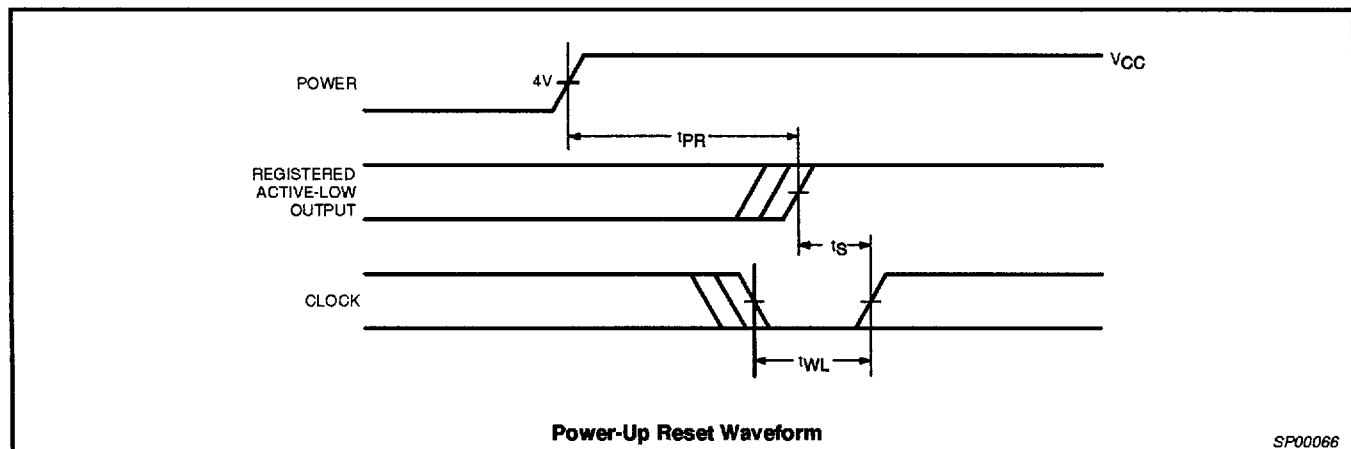 POWER
4V
VCC
tPR
REGISTERED
ACTIVE-LOW
OUTPUT
tS
CLOCK
tWL
Power-Up Reset Waveform
SP00066